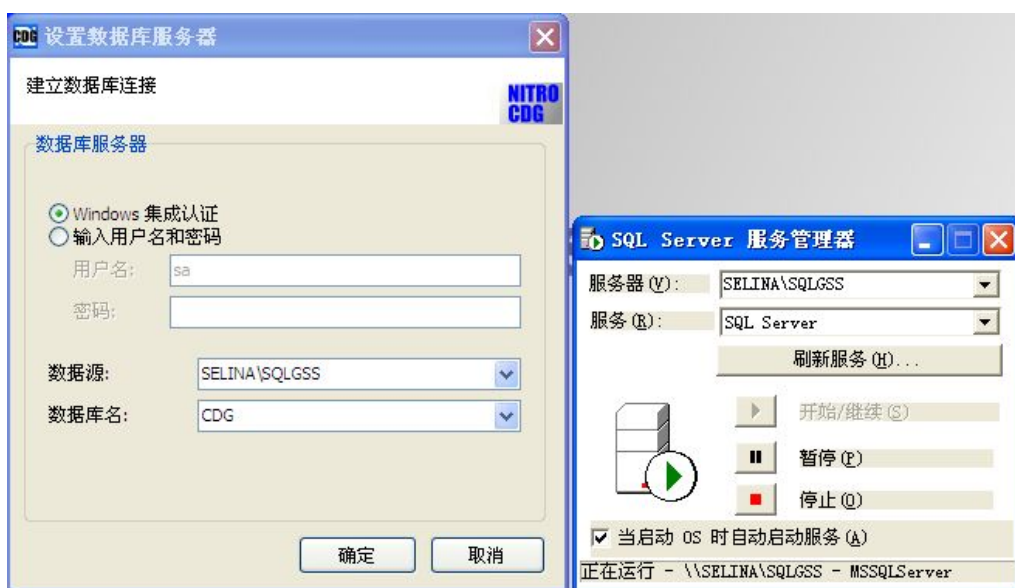 CDG 设置数据库服务器
建立数据库连接
NITRO
CDG
数据库服务器
Windows 集成认证
输入用户名和密码
用户名: sa
密码:
数据源: SELINA\SQLGSS
数据库名: CDG
确定 取消
SQL Server 服务管理器
服务器(V): SELINA\SQLGSS
服务(R): SQL Server
刷新服务(H)...
开始/继续(S)
暂停(P)
停止(O)
当启动 OS 时自动启动服务(A)
正在运行 - \\SELINA\SQLGSS - MSSQLServer